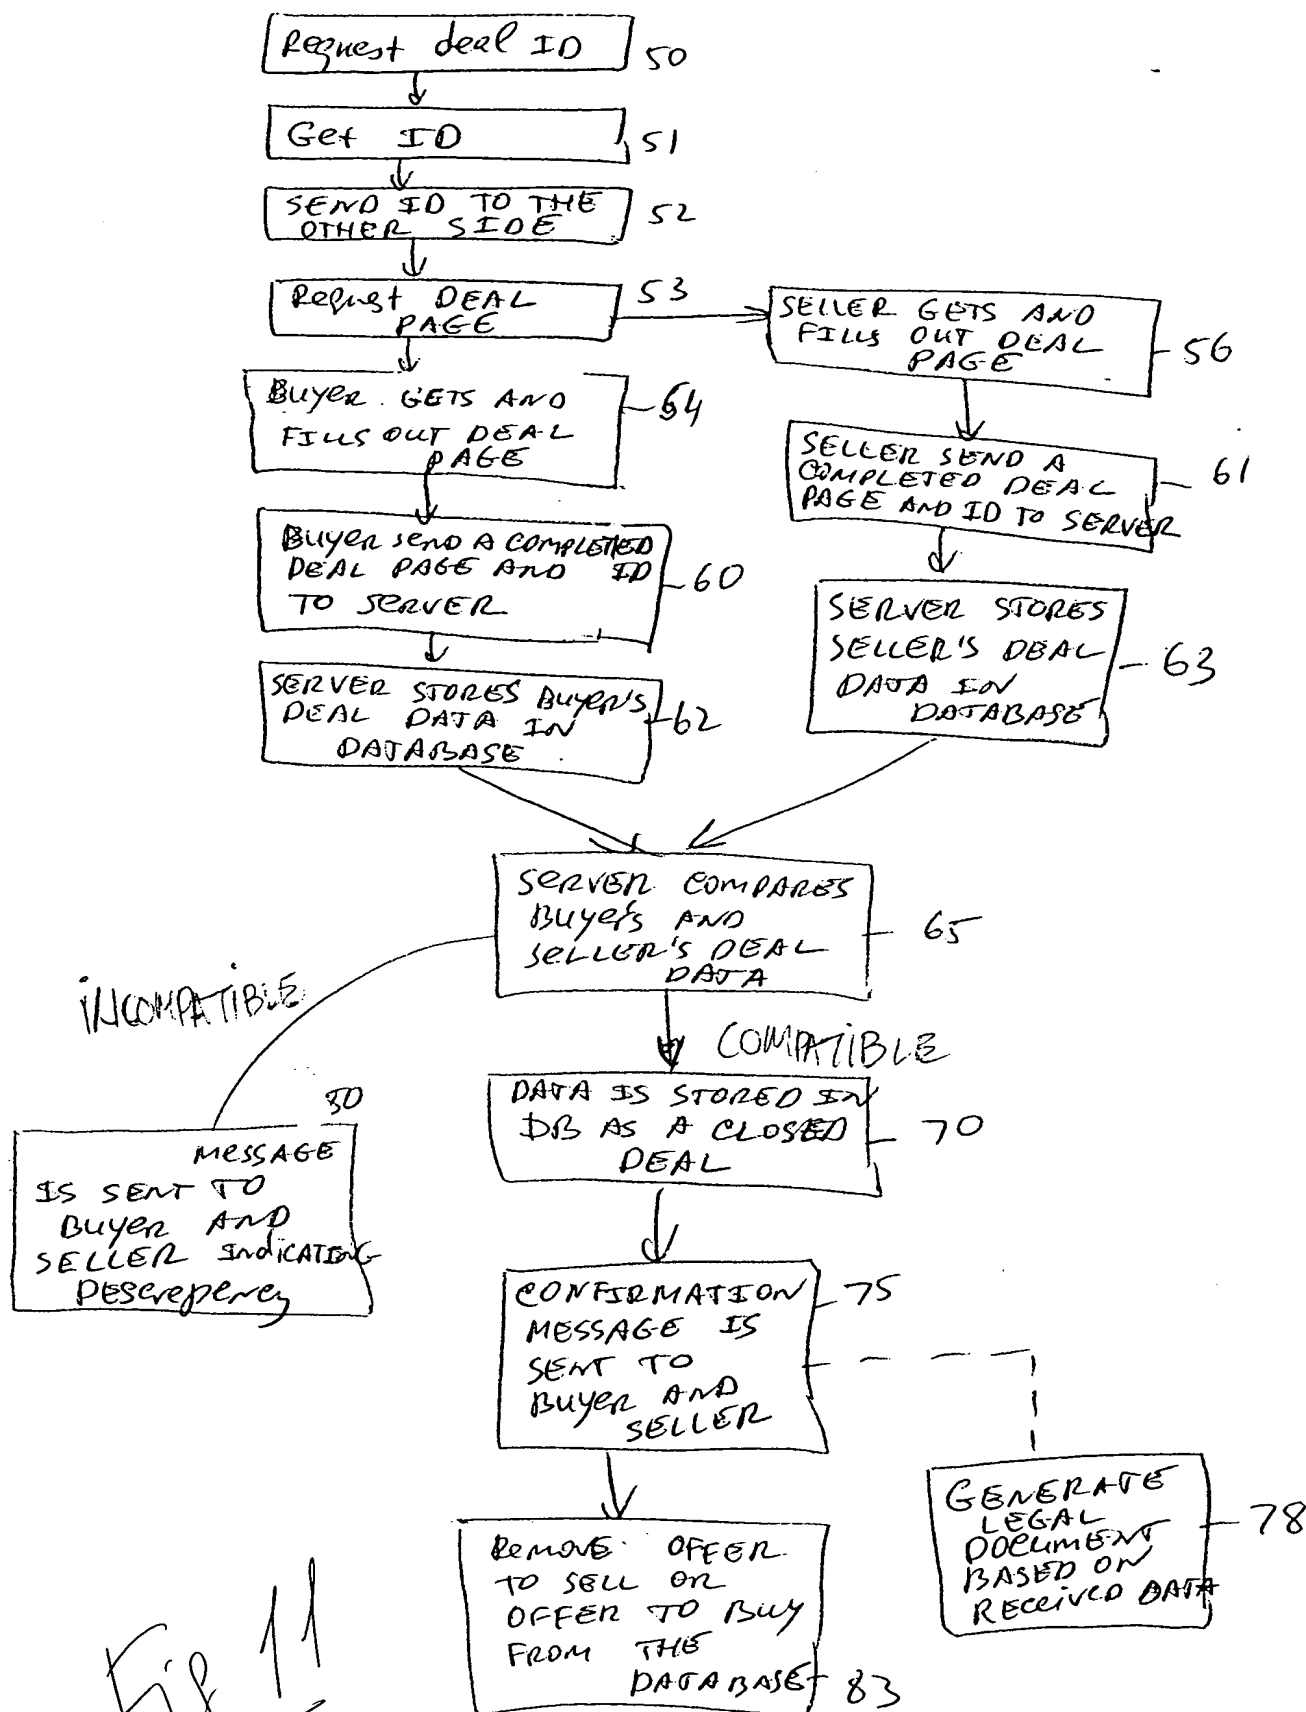 Request deal ID
50
Get ID
51
SEND ID TO THE
OTHER SIDE
52
Requst DEAL
PAGE
53
SELLER GETS AND
FILLS OUT DEAL
PAGE
56
Buyer GETS AND
FILLS OUT DEAL
PAGE
54
SELLER SEND A
COMPLETED DEAL
PAGE AND ID TO SERVER
61
Buyer send A COMPLETED
DEAL PAGE AND ID
TO SERVER
60
SERVER STORES
SELLER'S DEAL
DATA IN
DATABASE
63
SERVER STORES Buyer's
DEAL DATA IN
DATABASE
62
SERVER COMPARES
Buyer's AND
SELLER'S DEAL
DATA
65
INCOMPATIBLE
COMPATIBLE
DATA IS STORED IN
DB AS A CLOSED
DEAL
70
MESSAGE
IS SENT TO
Buyer AND
SELLER INdICATING
DEScrepency
CONFIRMATION
MESSAGE IS
SENT TO
Buyer AND
SELLER
75
GENERATE
LEGAL
DOCUMENT
BASED ON
RECEIVED DATA
78
Remove OFFER
TO SELL OR
OFFER TO BUY
FROM THE
DATABASE
83
Fig 11